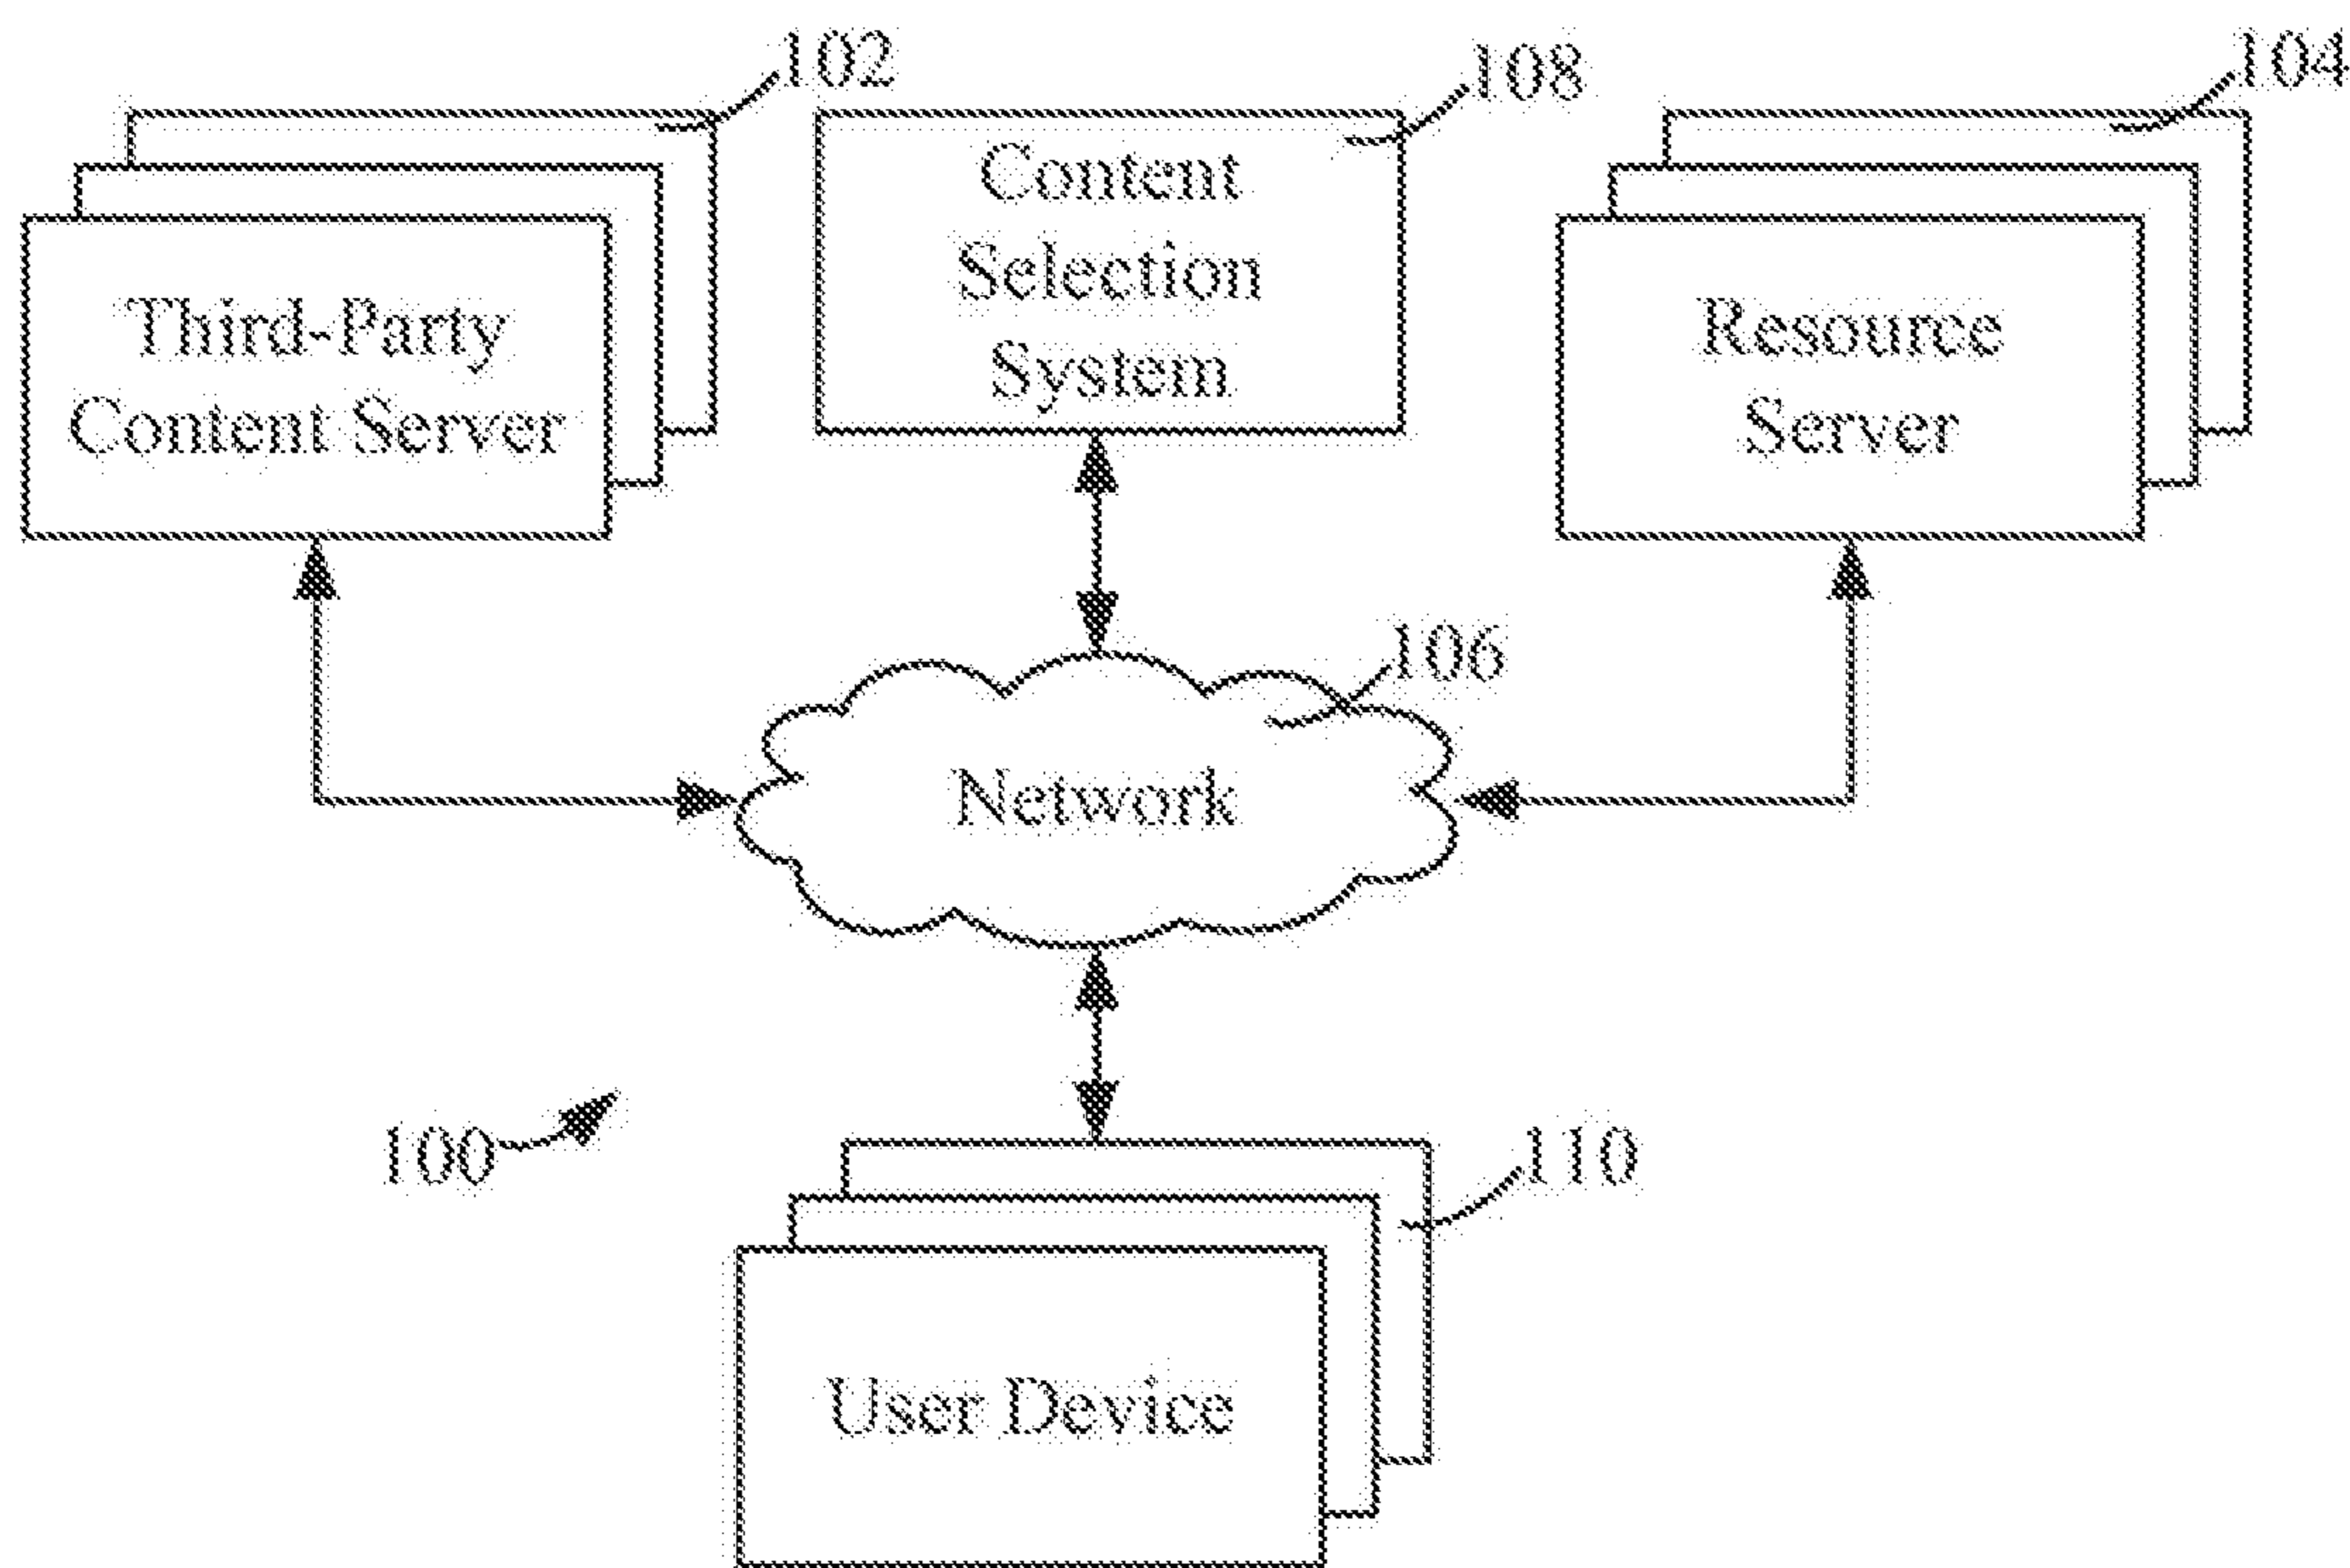 102
108
104
Content
Selection
System
Third-Party
Content Server
Resource
Server
106
Network
100
110
User Device